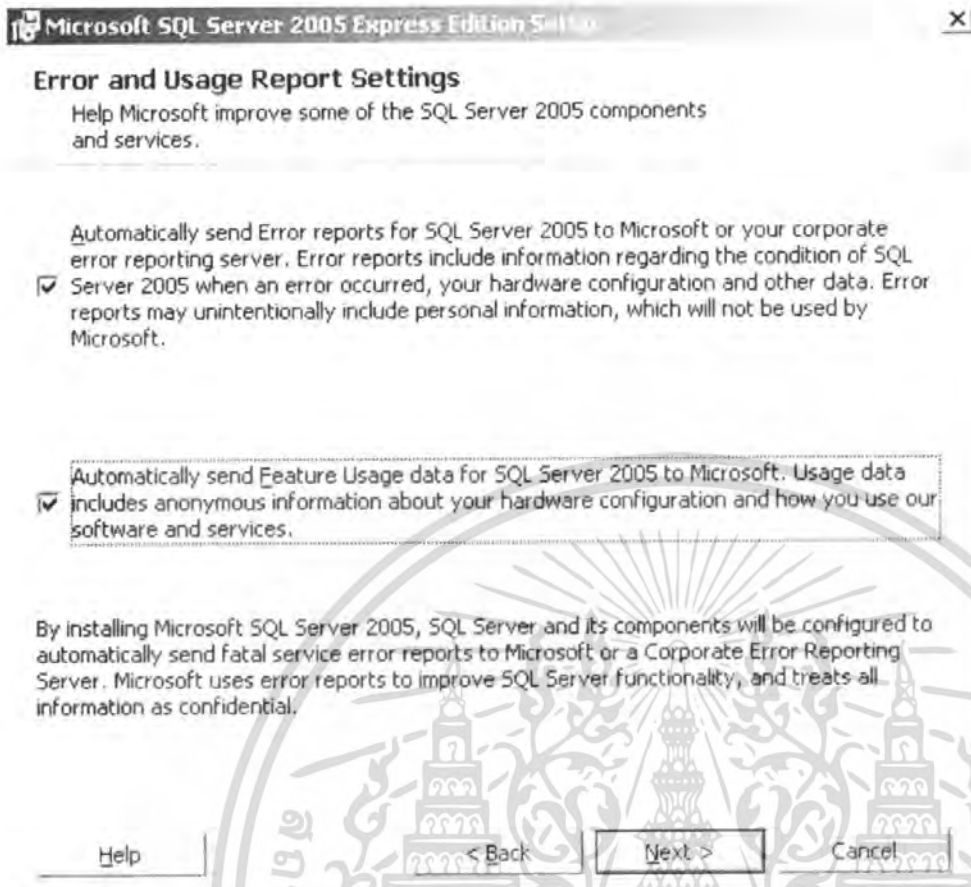 Microsoft SQL Server 2005 Express Edition Setup
Error and Usage Report Settings
Help Microsoft improve some of the SQL Server 2005 components
and services.
Automatically send Error reports for SQL Server 2005 to Microsoft or your corporate
error reporting server. Error reports include information regarding the condition of SQL
Server 2005 when an error occurred, your hardware configuration and other data. Error
reports may unintentionally include personal information, which will not be used by
Microsoft.
Automatically send Feature Usage data for SQL Server 2005 to Microsoft. Usage data
includes anonymous information about your hardware configuration and how you use our
software and services.
By installing Microsoft SQL Server 2005, SQL Server and its components will be configured to
automatically send fatal service error reports to Microsoft or a Corporate Error Reporting
Server. Microsoft uses error reports to improve SQL Server functionality, and treats all
information as confidential.
Help
< Back
Next >
Cancel